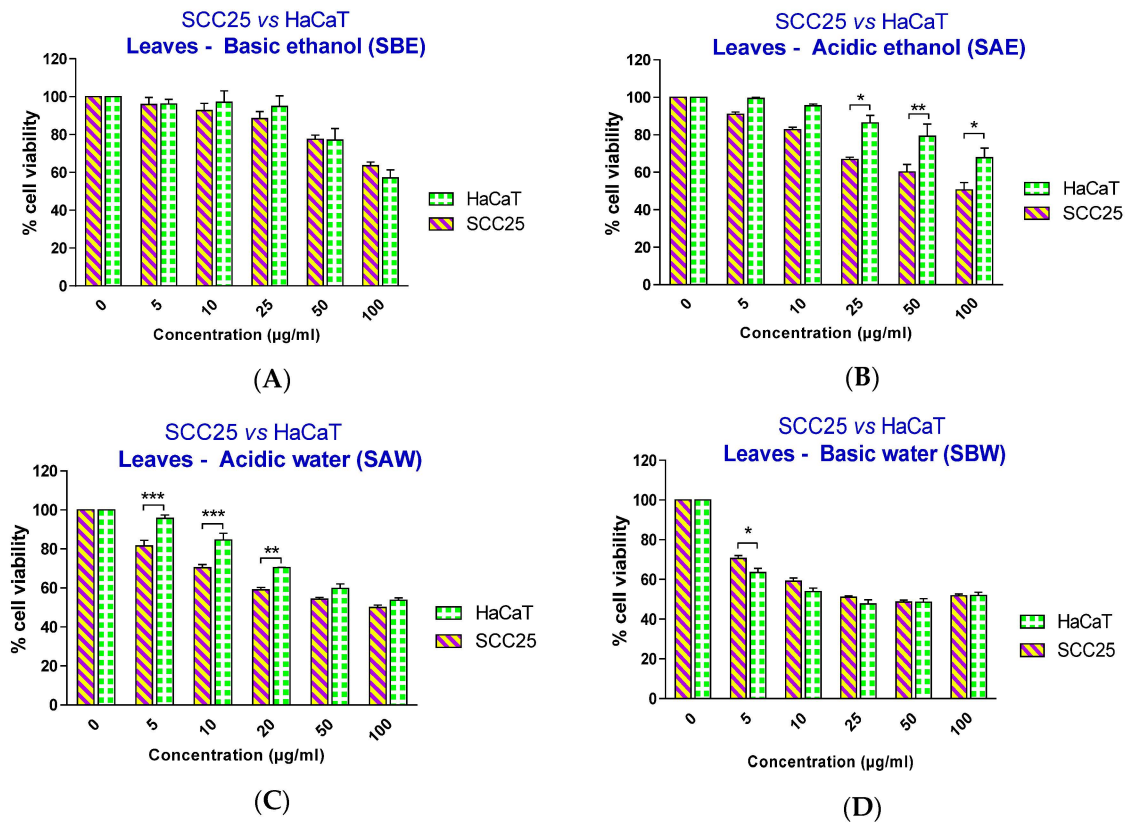 SCC25 vs HaCaT
Leaves - Basic ethanol (SBE)
120
100
80
60
40
20
0
% cell viability
0 5 10 25 50 100
Concentration (µg/ml)
HaCaT
SCC25
(A)
SCC25 vs HaCaT
Leaves - Acidic ethanol (SAE)
120
100
80
60
40
20
0
% cell viability
* ** *
0 5 10 25 50 100
Concentration (µg/ml)
HaCaT
SCC25
(B)
SCC25 vs HaCaT
Leaves - Acidic water (SAW)
120
100
80
60
40
20
0
% cell viability
*** *** **
0 5 10 20 50 100
Concentration (µg/ml)
HaCaT
SCC25
(C)
SCC25 vs HaCaT
Leaves - Basic water (SBW)
120
100
80
60
40
20
0
% cell viability
*
0 5 10 25 50 100
Concentration (µg/ml)
HaCaT
SCC25
(D)